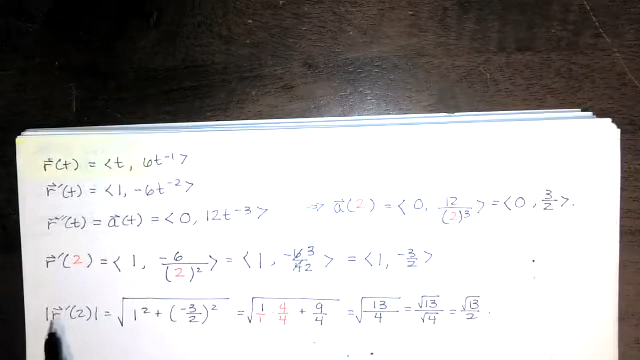 r⃗(t) = ⟨t, 6t⁻¹⟩
r⃗′(t) = ⟨1, -6t⁻²⟩
r⃗″(t) = a⃗(t) = ⟨0, 12t⁻³⟩ ⇒ a⃗(2) = ⟨0, 12/(2)³⟩ = ⟨0, 3/2⟩.
r⃗′(2) = ⟨1, -6/(2)²⟩ = ⟨1, -6̸ 3/4̸ 2⟩ = ⟨1, -3/2⟩
|r⃗′(2)| = √(1² + (-3/2)²) = √(1/1 · 4/4 + 9/4) = √(13/4) = √13/√4 = √13/2.